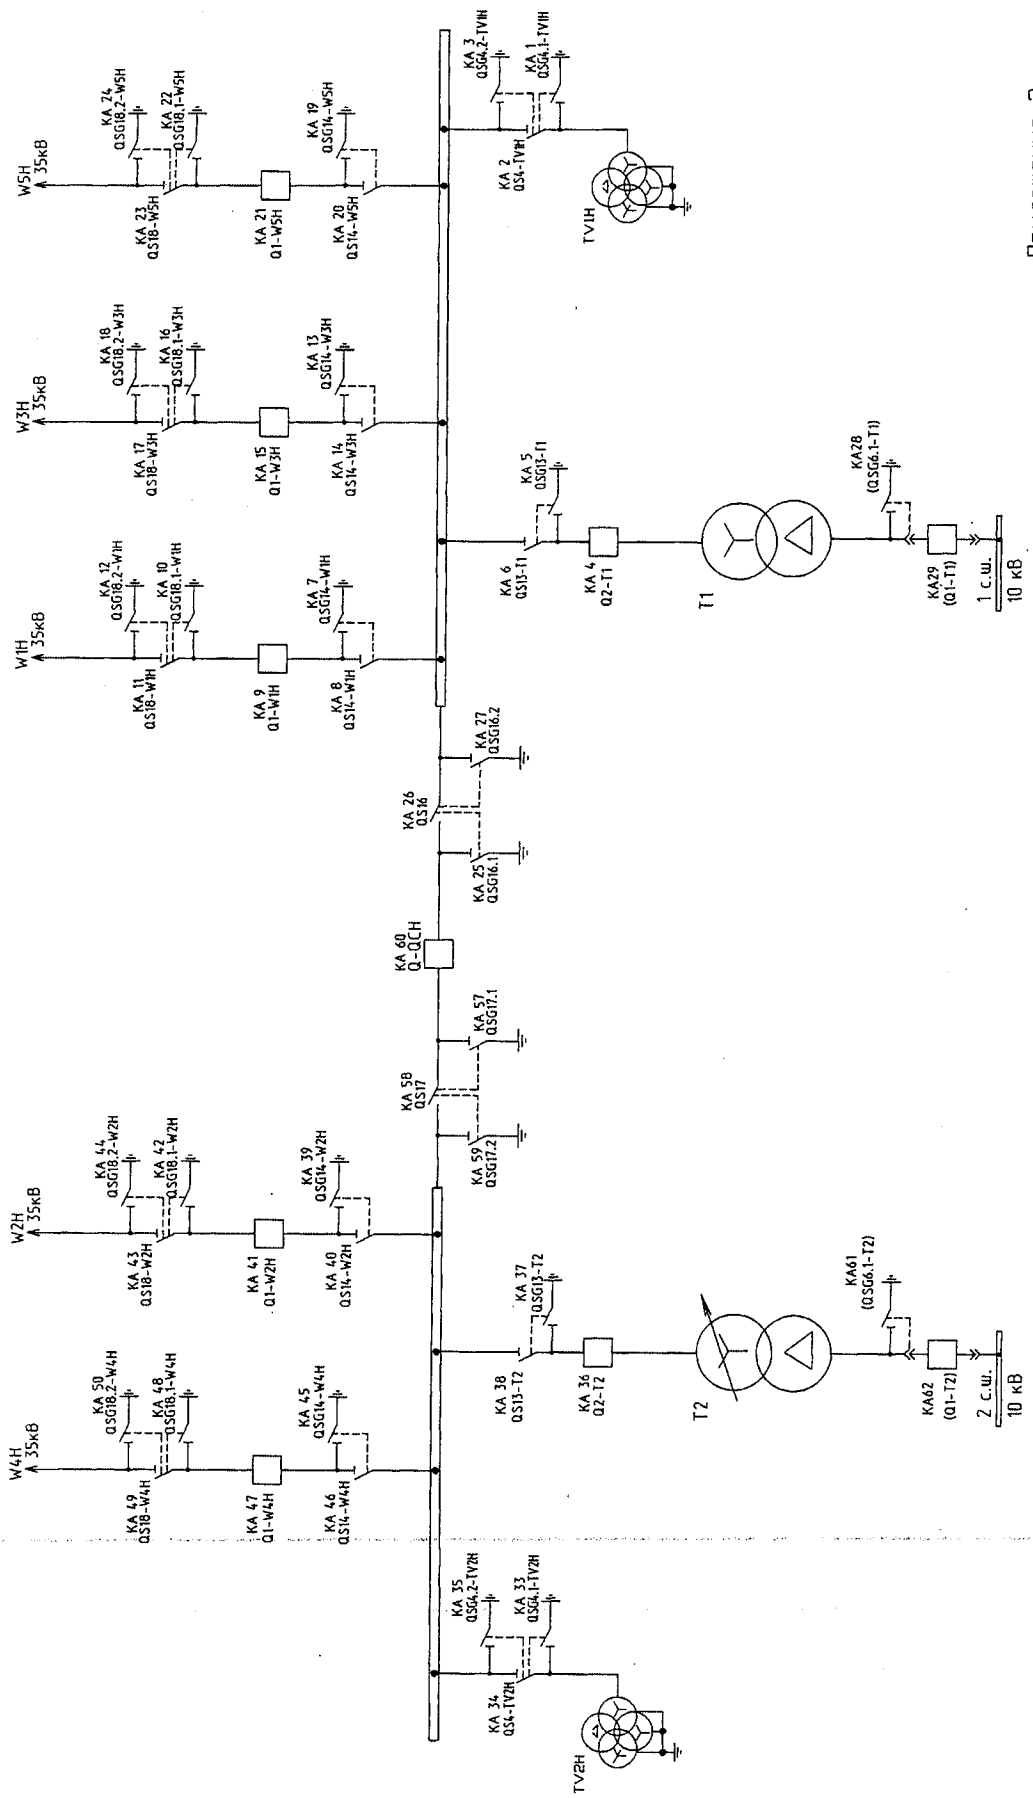 W4H
35кВ
KA 50
QSG18.2-W4H
KA 49
QS18-W4H
KA 48
QSG18.1-W4H
KA 47
Q1-W4H
KA 45
QSG14-W4H
KA 46
QS14-W4H
W2H
35кВ
KA 44
QSG18.2-W2H
KA 43
QS18-W2H
KA 42
QSG18.1-W2H
KA 41
Q1-W2H
KA 39
QSG14-W2H
KA 40
QS14-W2H
W1H
35кВ
KA 12
QSG18.2-W1H
KA 11
QS18-W1H
KA 10
QSG18.1-W1H
KA 9
Q1-W1H
KA 7
QSG14-W1H
KA 8
QS14-W1H
W3H
35кВ
KA 18
QSG18.2-W3H
KA 17
QS18-W3H
KA 16
QSG18.1-W3H
KA 15
Q1-W3H
KA 13
QSG14-W3H
KA 14
QS14-W3H
W5H
35кВ
KA 24
QSG18.2-W5H
KA 23
QS18-W5H
KA 22
QSG18.1-W5H
KA 21
Q1-W5H
KA 19
QSG14-W5H
KA 20
QS14-W5H
KA 58
QS17
KA 60
Q-QCH
KA 26
QS16
KA 59
QSG17.2
KA 57
QSG17.1
KA 25
QSG16.1
KA 27
QSG16.2
KA 35
QSG4.2-TV2H
KA 34
QS4-TV2H
KA 33
QSG4.1-TV2H
TV2H
KA 38
QS13-T2
KA 37
QSG13-T2
KA 36
Q2-T2
T2
KA61
(QSG6.1-T2)
KA62
(Q1-T2)
2 с.ш.
10 кВ
KA 6
QS13-T1
KA 5
QSG13-T1
KA 4
Q2-T1
T1
KA28
(QSG6.1-T1)
KA29
(Q1-T1)
1 с.ш.
10 кВ
KA 3
QSG4.2-TV1H
KA 2
QS4-TV1H
KA 1
QSG4.1-TV1H
TV1H